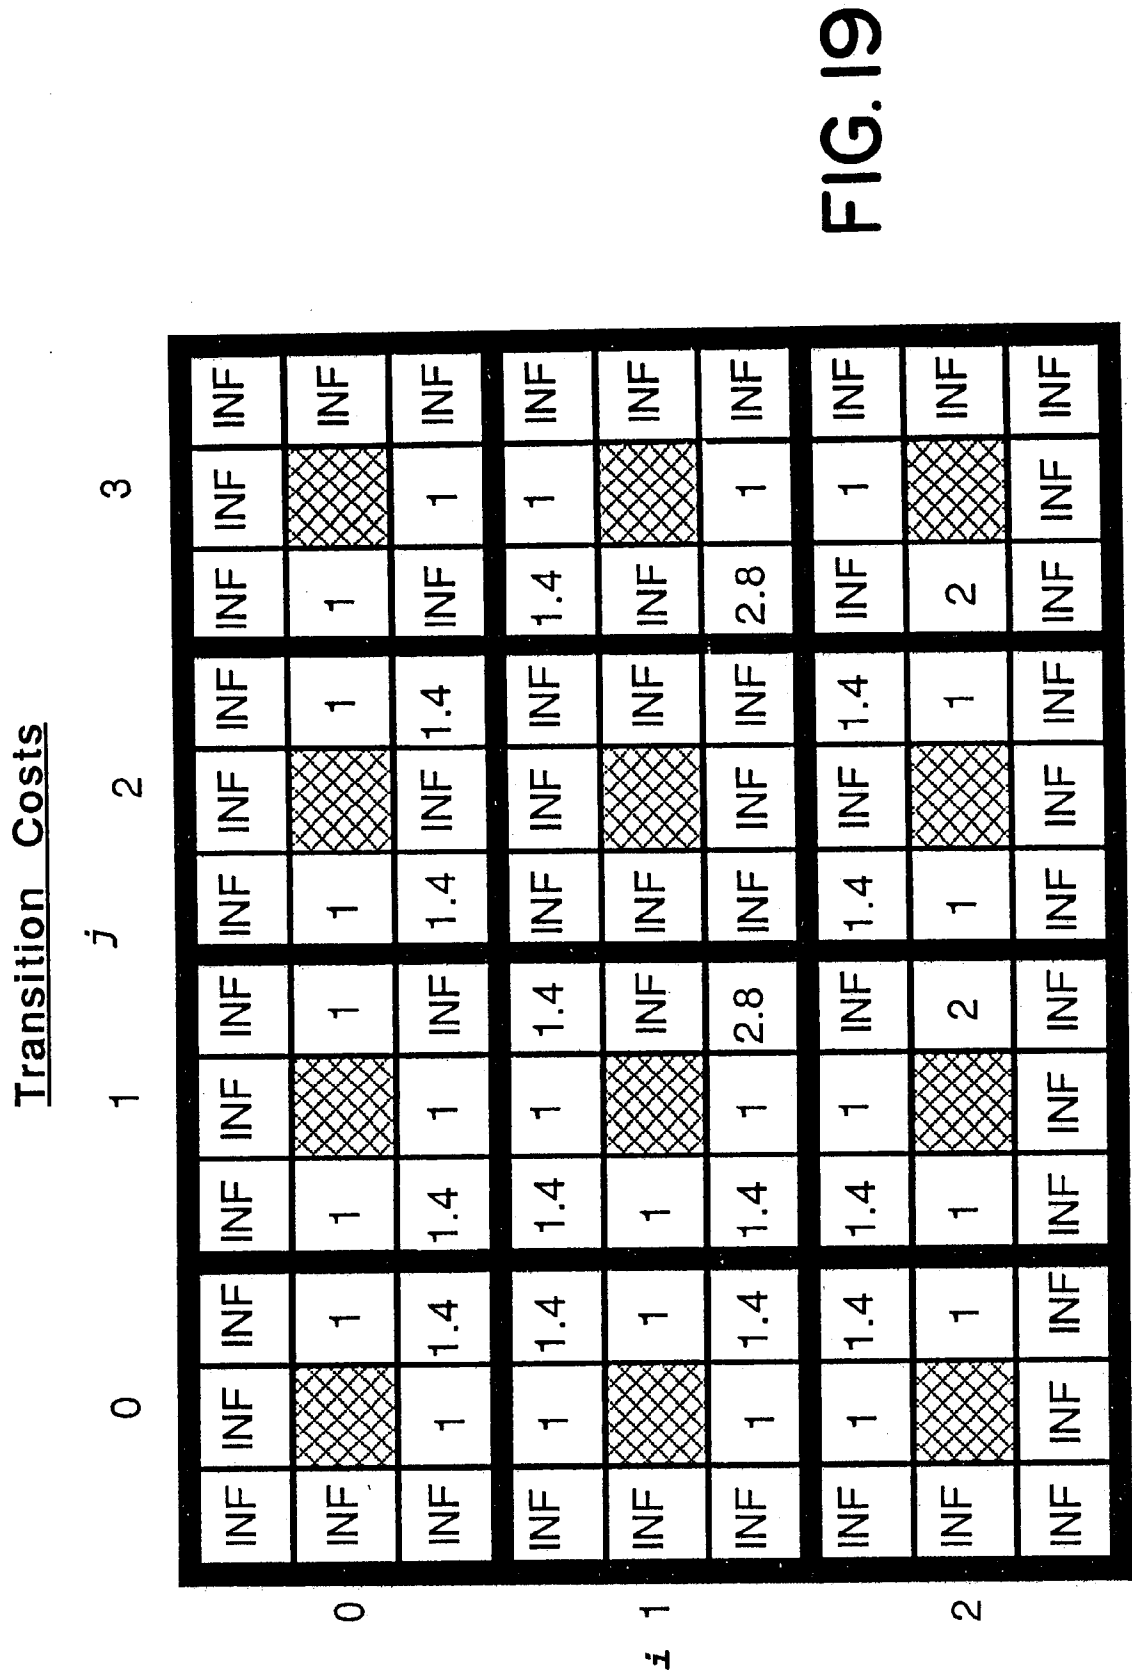 Transition Costs
j
0 1 2 3
INF INF INF INF INF INF INF INF INF INF INF INF
0 INF 1 1 1 1 1 1 INF
INF 1 1.4 1.4 1 INF 1.4 INF 1.4 INF 1 INF
INF 1 1.4 1.4 1 1.4 INF INF INF 1.4 1 INF
i 1 INF 1 1 INF INF INF INF INF
INF 1 1.4 1.4 1 2.8 INF INF INF 2.8 1 INF
INF 1 1.4 1.4 1 INF 1.4 INF 1.4 INF 1 INF
2 INF 1 1 2 1 1 2 INF
INF INF INF INF INF INF INF INF INF INF INF INF
FIG. 19